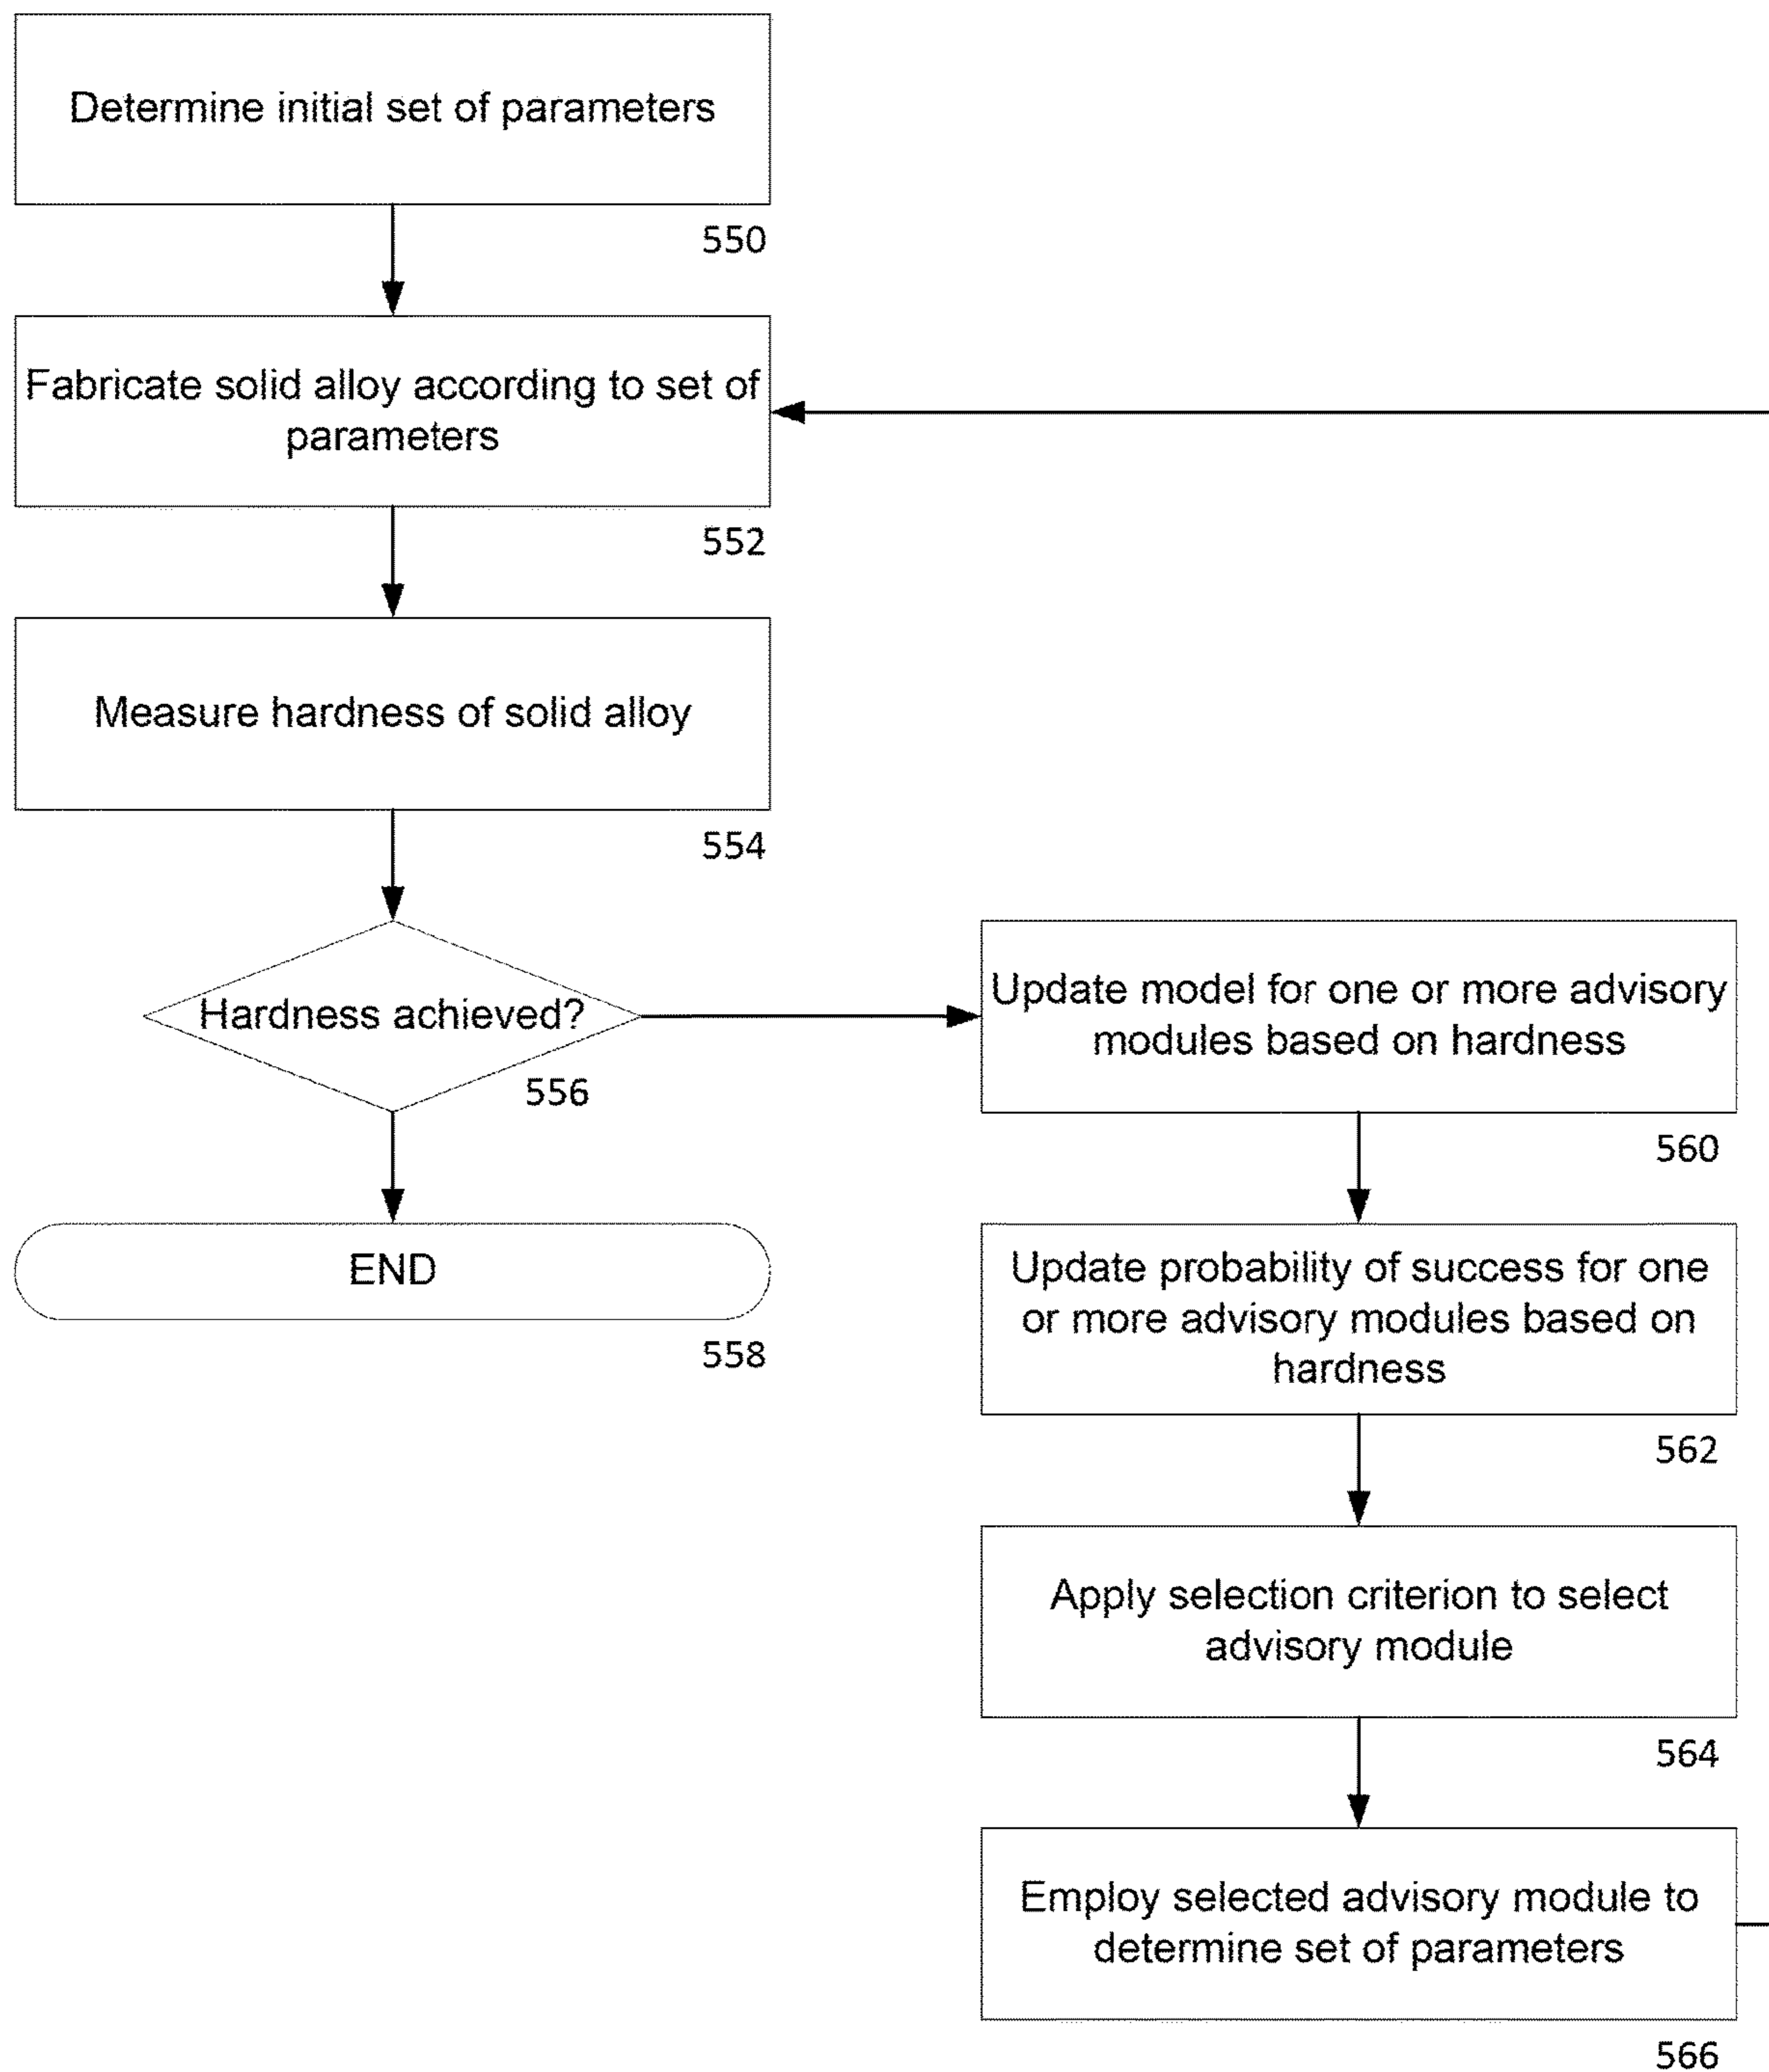 Determine initial set of parameters
550
Fabricate solid alloy according to set of
parameters
552
Measure hardness of solid alloy
554
Hardness achieved?
556
END
558
Update model for one or more advisory
modules based on hardness
560
Update probability of success for one
or more advisory modules based on
hardness
562
Apply selection criterion to select
advisory module
564
Employ selected advisory module to
determine set of parameters
566